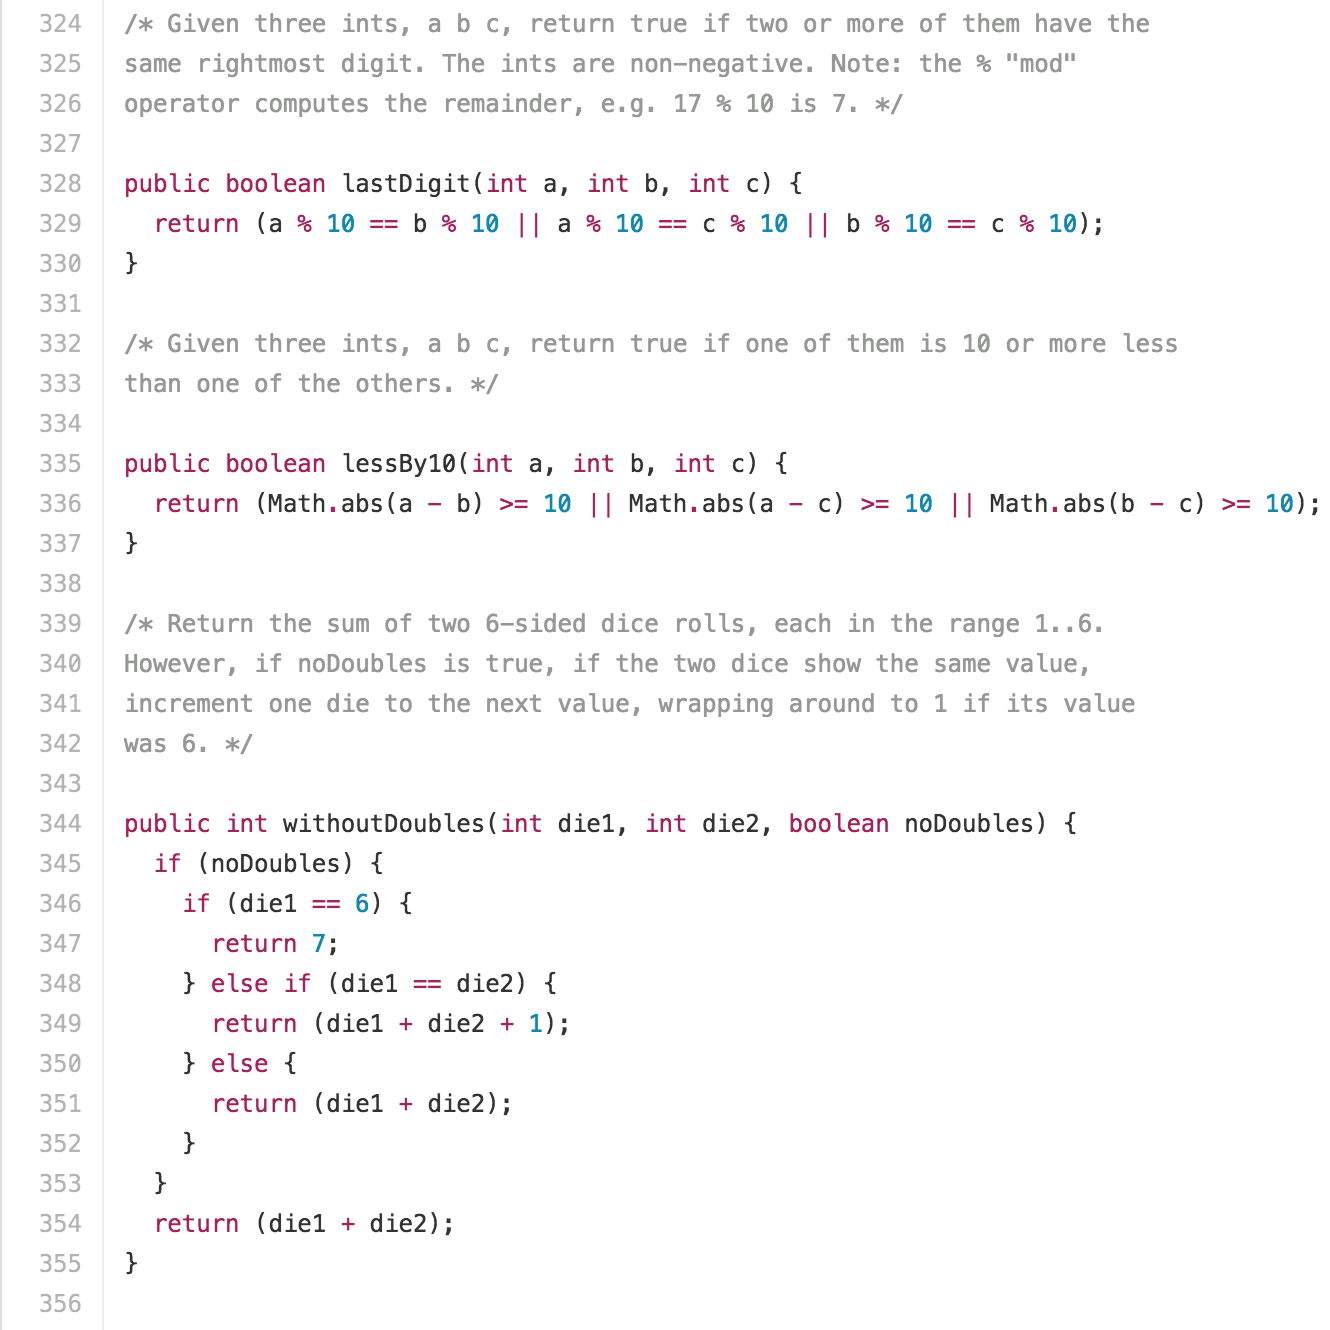 324 /* Given three ints, a b c, return true if two or more of them have the
325 same rightmost digit. The ints are non-negative. Note: the % "mod"
326 operator computes the remainder, e.g. 17 % 10 is 7. */
327
328 public boolean lastDigit(int a, int b, int c) {
329   return (a % 10 == b % 10 || a % 10 == c % 10 || b % 10 == c % 10);
330 }
331
332 /* Given three ints, a b c, return true if one of them is 10 or more less
333 than one of the others. */
334
335 public boolean lessBy10(int a, int b, int c) {
336   return (Math.abs(a - b) >= 10 || Math.abs(a - c) >= 10 || Math.abs(b - c) >= 10);
337 }
338
339 /* Return the sum of two 6-sided dice rolls, each in the range 1..6.
340 However, if noDoubles is true, if the two dice show the same value,
341 increment one die to the next value, wrapping around to 1 if its value
342 was 6. */
343
344 public int withoutDoubles(int die1, int die2, boolean noDoubles) {
345   if (noDoubles) {
346     if (die1 == 6) {
347       return 7;
348     } else if (die1 == die2) {
349       return (die1 + die2 + 1);
350     } else {
351       return (die1 + die2);
352     }
353   }
354   return (die1 + die2);
355 }
356